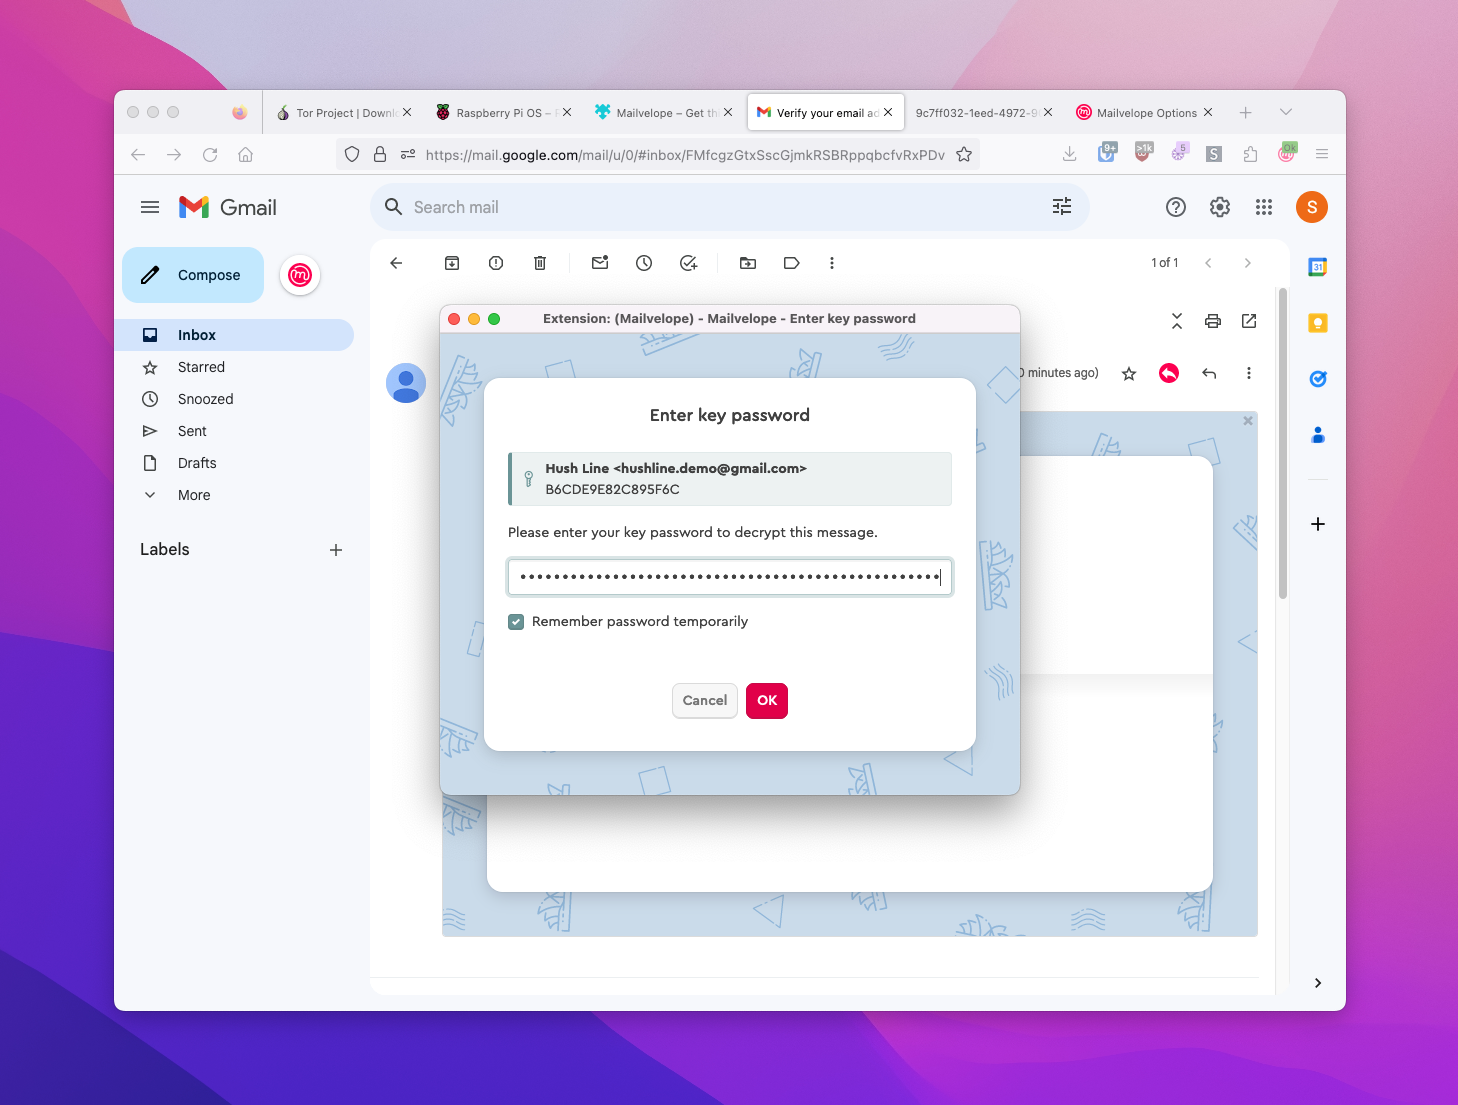 Tor Project | Downl
Raspberry Pi OS –
Mailvelope – Get th
Verify your email ad
9c7ff032-1eed-4972-9
Mailvelope Options
https://mail.google.com/mail/u/0/#inbox/FMfcgzGtxSscGjmkRSBRppqbcfvRxPDv
9+
>1k
5
S
Ok
Gmail
Search mail
S
Compose
1 of 1
31
Inbox
Starred
Snoozed
Sent
Drafts
More
Labels
Extension: (Mailvelope) - Mailvelope - Enter key password
0 minutes ago)
Enter key password
Hush Line <hushline.demo@gmail.com>
B6CDE9E82C895F6C
Please enter your key password to decrypt this message.
Remember password temporarily
Cancel
OK